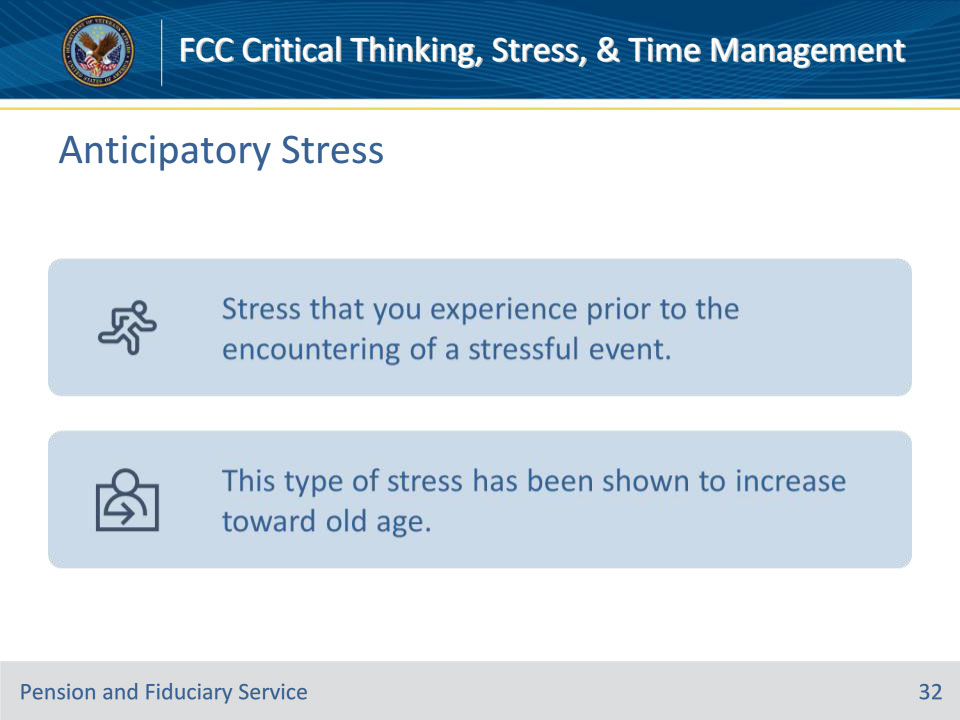 FCC Critical Thinking, Stress, & Time Management
Anticipatory Stress
Stress that you experience prior to the
encountering of a stressful event.
This type of stress has been shown to increase
toward old age.
Pension and Fiduciary Service
32